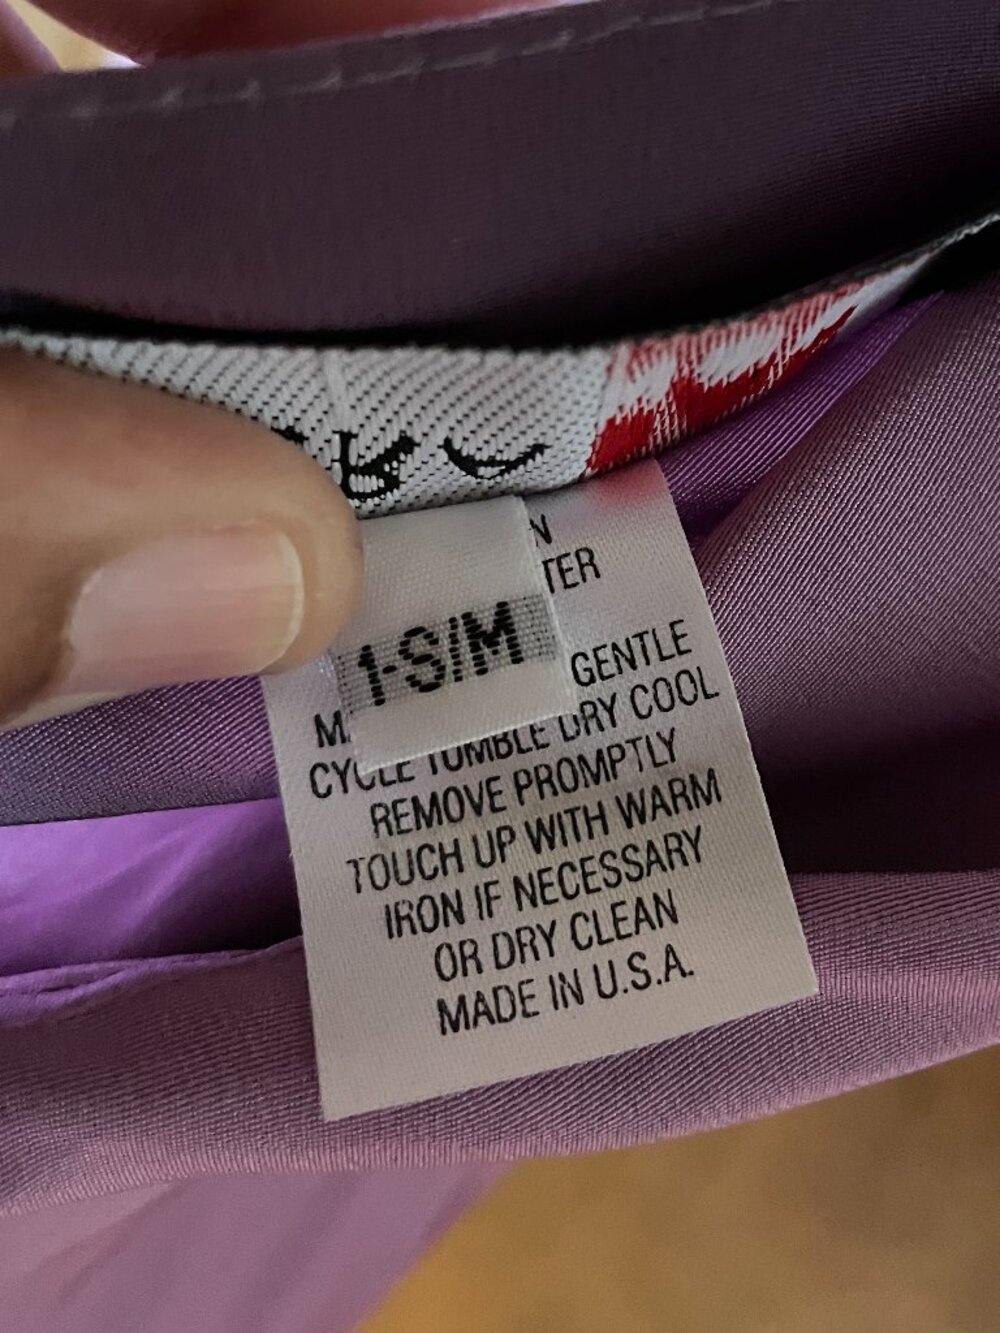 1-S/M
GENTLE
CYCLE TUMBLE DRY COOL
REMOVE PROMPTLY
TOUCH UP WITH WARM
IRON IF NECESSARY
OR DRY CLEAN
MADE IN U.S.A.